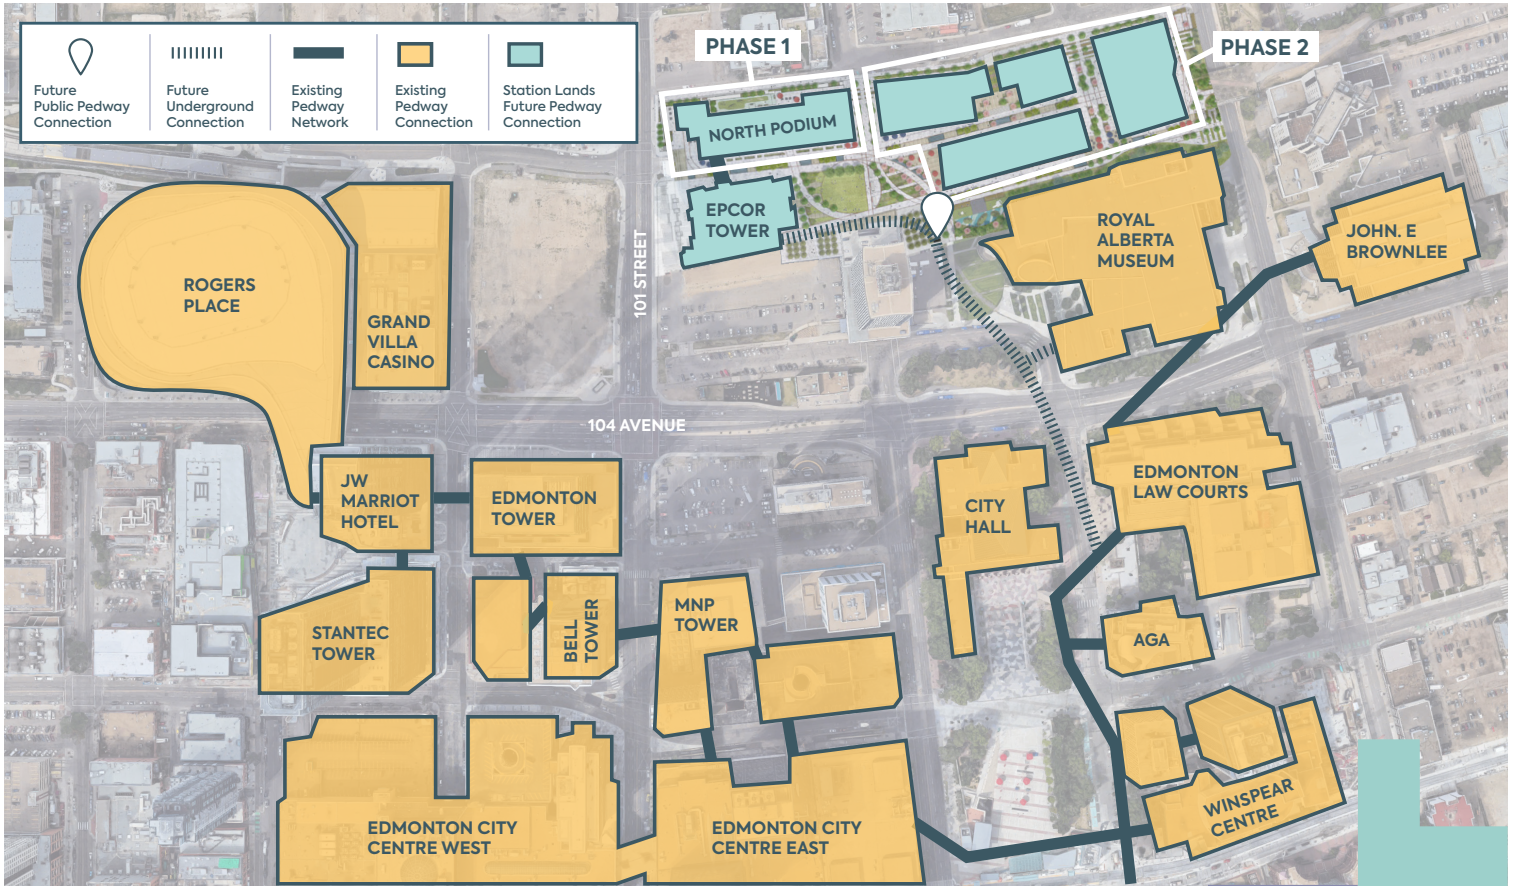 Future
Public Pedway
Connection
Future
Underground
Connection
Existing
Pedway
Network
Existing
Pedway
Connection
Station Lands
Future Pedway
Connection
PHASE 1
PHASE 2
NORTH PODIUM
EPCOR
TOWER
ROYAL
ALBERTA
MUSEUM
JOHN. E
BROWNLEE
ROGERS
PLACE
GRAND
VILLA
CASINO
101 STREET
104 AVENUE
JW
MARRIOT
HOTEL
EDMONTON
TOWER
CITY
HALL
EDMONTON
LAW COURTS
STANTEC
TOWER
BELL
TOWER
MNP
TOWER
AGA
EDMONTON CITY
CENTRE WEST
EDMONTON CITY
CENTRE EAST
WINSPEAR
CENTRE